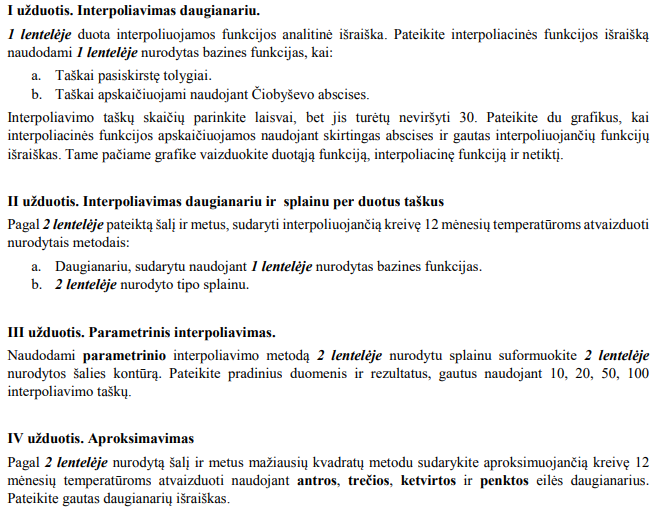 I užduotis. Interpoliavimas daugianariu.
1 lentelėje duota interpoliuojamos funkcijos analitinė išraiška. Pateikite interpoliacinės funkcijos išraišką
naudodami 1 lentelėje nurodytas bazines funkcijas, kai:
a. Taškai pasiskirstę tolygiai.
b. Taškai apskaičiuojami naudojant Čiobyševo abscises.
Interpoliavimo taškų skaičių parinkite laisvai, bet jis turėtų neviršyti 30. Pateikite du grafikus, kai
interpoliacinės funkcijos apskaičiuojamos naudojant skirtingas abscises ir gautas interpoliuojančių funkcijų
išraiškas. Tame pačiame grafike vaizduokite duotąją funkciją, interpoliacinę funkciją ir netiktį.
II užduotis. Interpoliavimas daugianariu ir splainu per duotus taškus
Pagal 2 lentelėje pateiktą šalį ir metus, sudaryti interpoliuojančią kreivę 12 mėnesių temperatūroms atvaizduoti
nurodytais metodais:
a. Daugianariu, sudarytu naudojant 1 lentelėje nurodytas bazines funkcijas.
b. 2 lentelėje nurodyto tipo splainu.
III užduotis. Parametrinis interpoliavimas.
Naudodami parametrinio interpoliavimo metodą 2 lentelėje nurodytu splainu suformuokite 2 lentelėje
nurodytos šalies kontūrą. Pateikite pradinius duomenis ir rezultatus, gautus naudojant 10, 20, 50, 100
interpoliavimo taškų.
IV užduotis. Aproksimavimas
Pagal 2 lentelėje nurodytą šalį ir metus mažiausių kvadratų metodu sudarykite aproksimuojančią kreivę 12
mėnesių temperatūroms atvaizduoti naudojant antros, trečios, ketvirtos ir penktos eilės daugianarius.
Pateikite gautas daugianarių išraiškas.